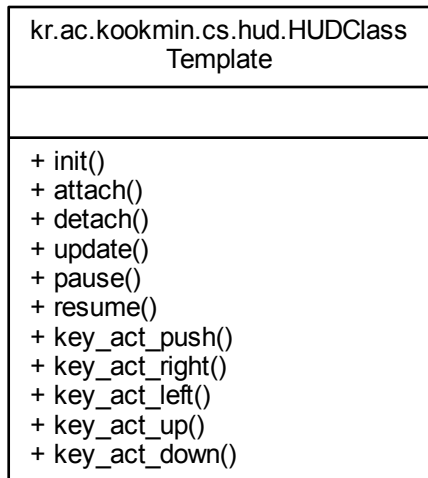 kr.ac.kookmin.cs.hud.HUDClass
Template
+ init()
+ attach()
+ detach()
+ update()
+ pause()
+ resume()
+ key_act_push()
+ key_act_right()
+ key_act_left()
+ key_act_up()
+ key_act_down()